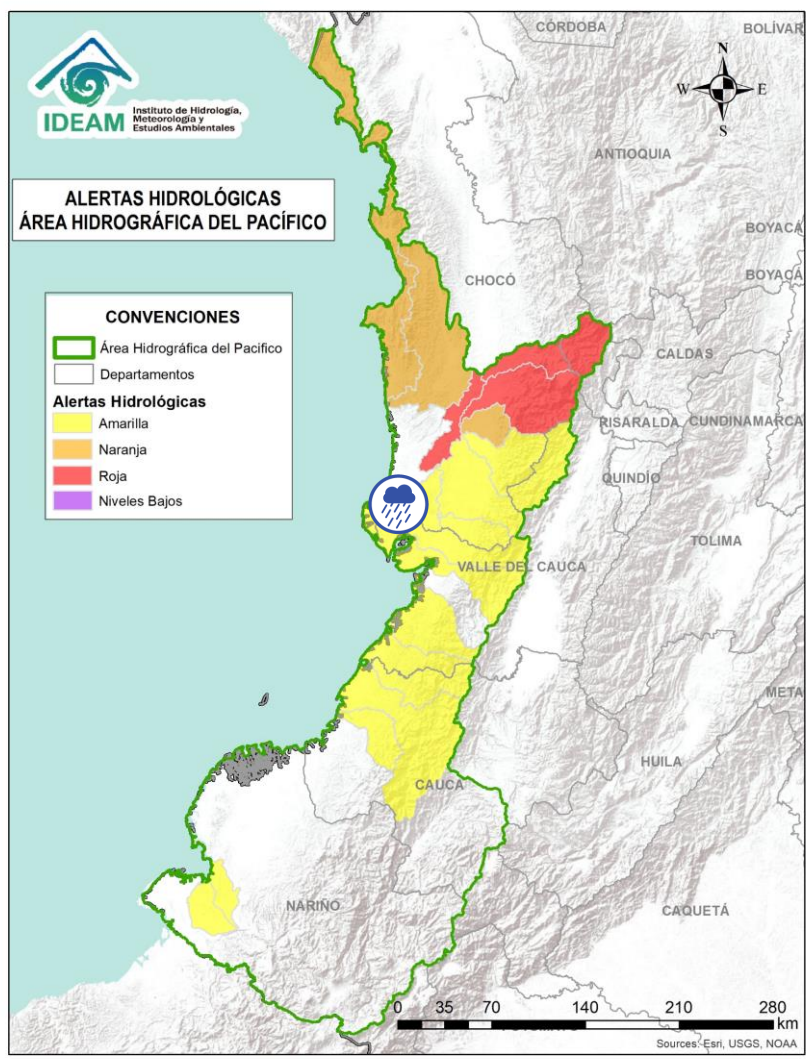 CÓRDOBA
BOLÍVAR
N
W
E
S
IDEAM
Instituto de Hidrología,
Meteorología y
Estudios Ambientales
ANTIOQUIA
ALERTAS HIDROLÓGICAS
ÁREA HIDROGRÁFICA DEL PACÍFICO
BOYACÁ
BOYACÁ
CHOCÓ
CONVENCIONES
Área Hidrográfica del Pacifico
Departamentos
Alertas Hidrológicas
Amarilla
Naranja
Roja
Niveles Bajos
CALDAS
RISARALDA
CUNDINAMARCA
QUINDÍO
TOLIMA
VALLE DEL CAUCA
META
HUILA
CAUCA
NARIÑO
CAQUETÁ
0 35 70 140 210 280
km
Sources: Esri, USGS, NOAA